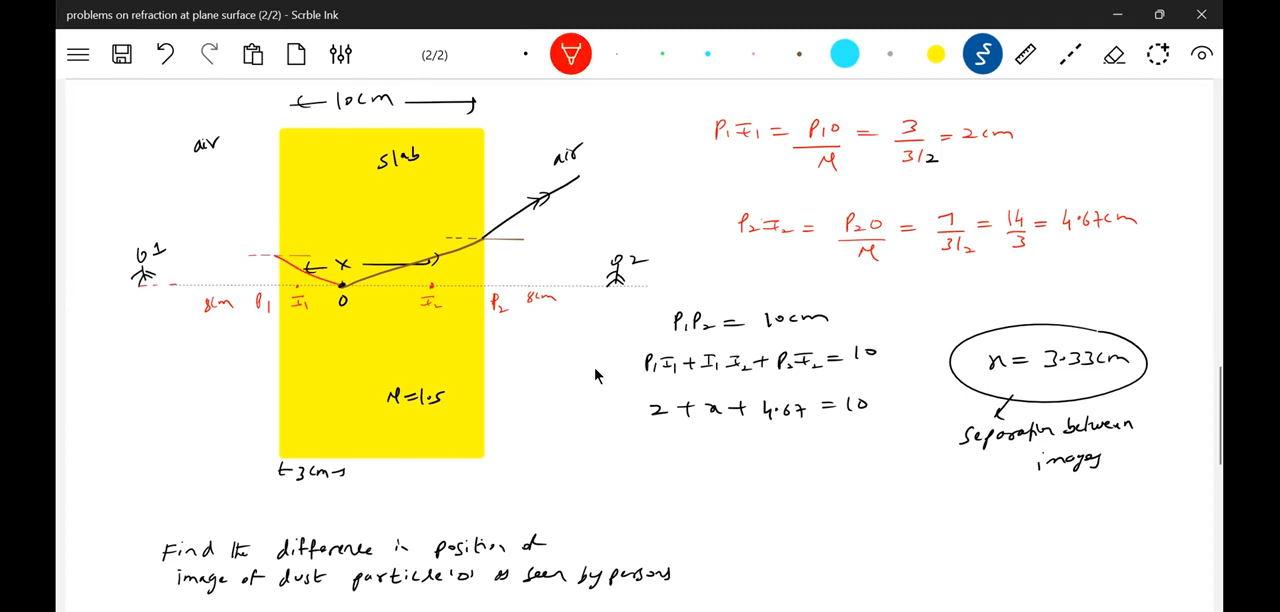 problems on refraction at plane surface (2/2) - Scrble Ink
(2/2)
← 10cm →
air
slab
air
1
2
x
8cm P₁ I₁ O I₂ P₂ 8cm
μ=1.5
3cm
P₁I₁ = P₁O/μ = 3/3/2 = 2cm
P₂I₂ = P₂O/μ = 7/3/2 = 14/3 = 4.67cm
P₁P₂ = 10cm
P₁I₁ + I₁I₂ + P₂I₂ = 10
2 + x + 4.67 = 10
x = 3.33cm
Separation between
images
Find the difference in position of
image of dust particle(O) as seen by persons